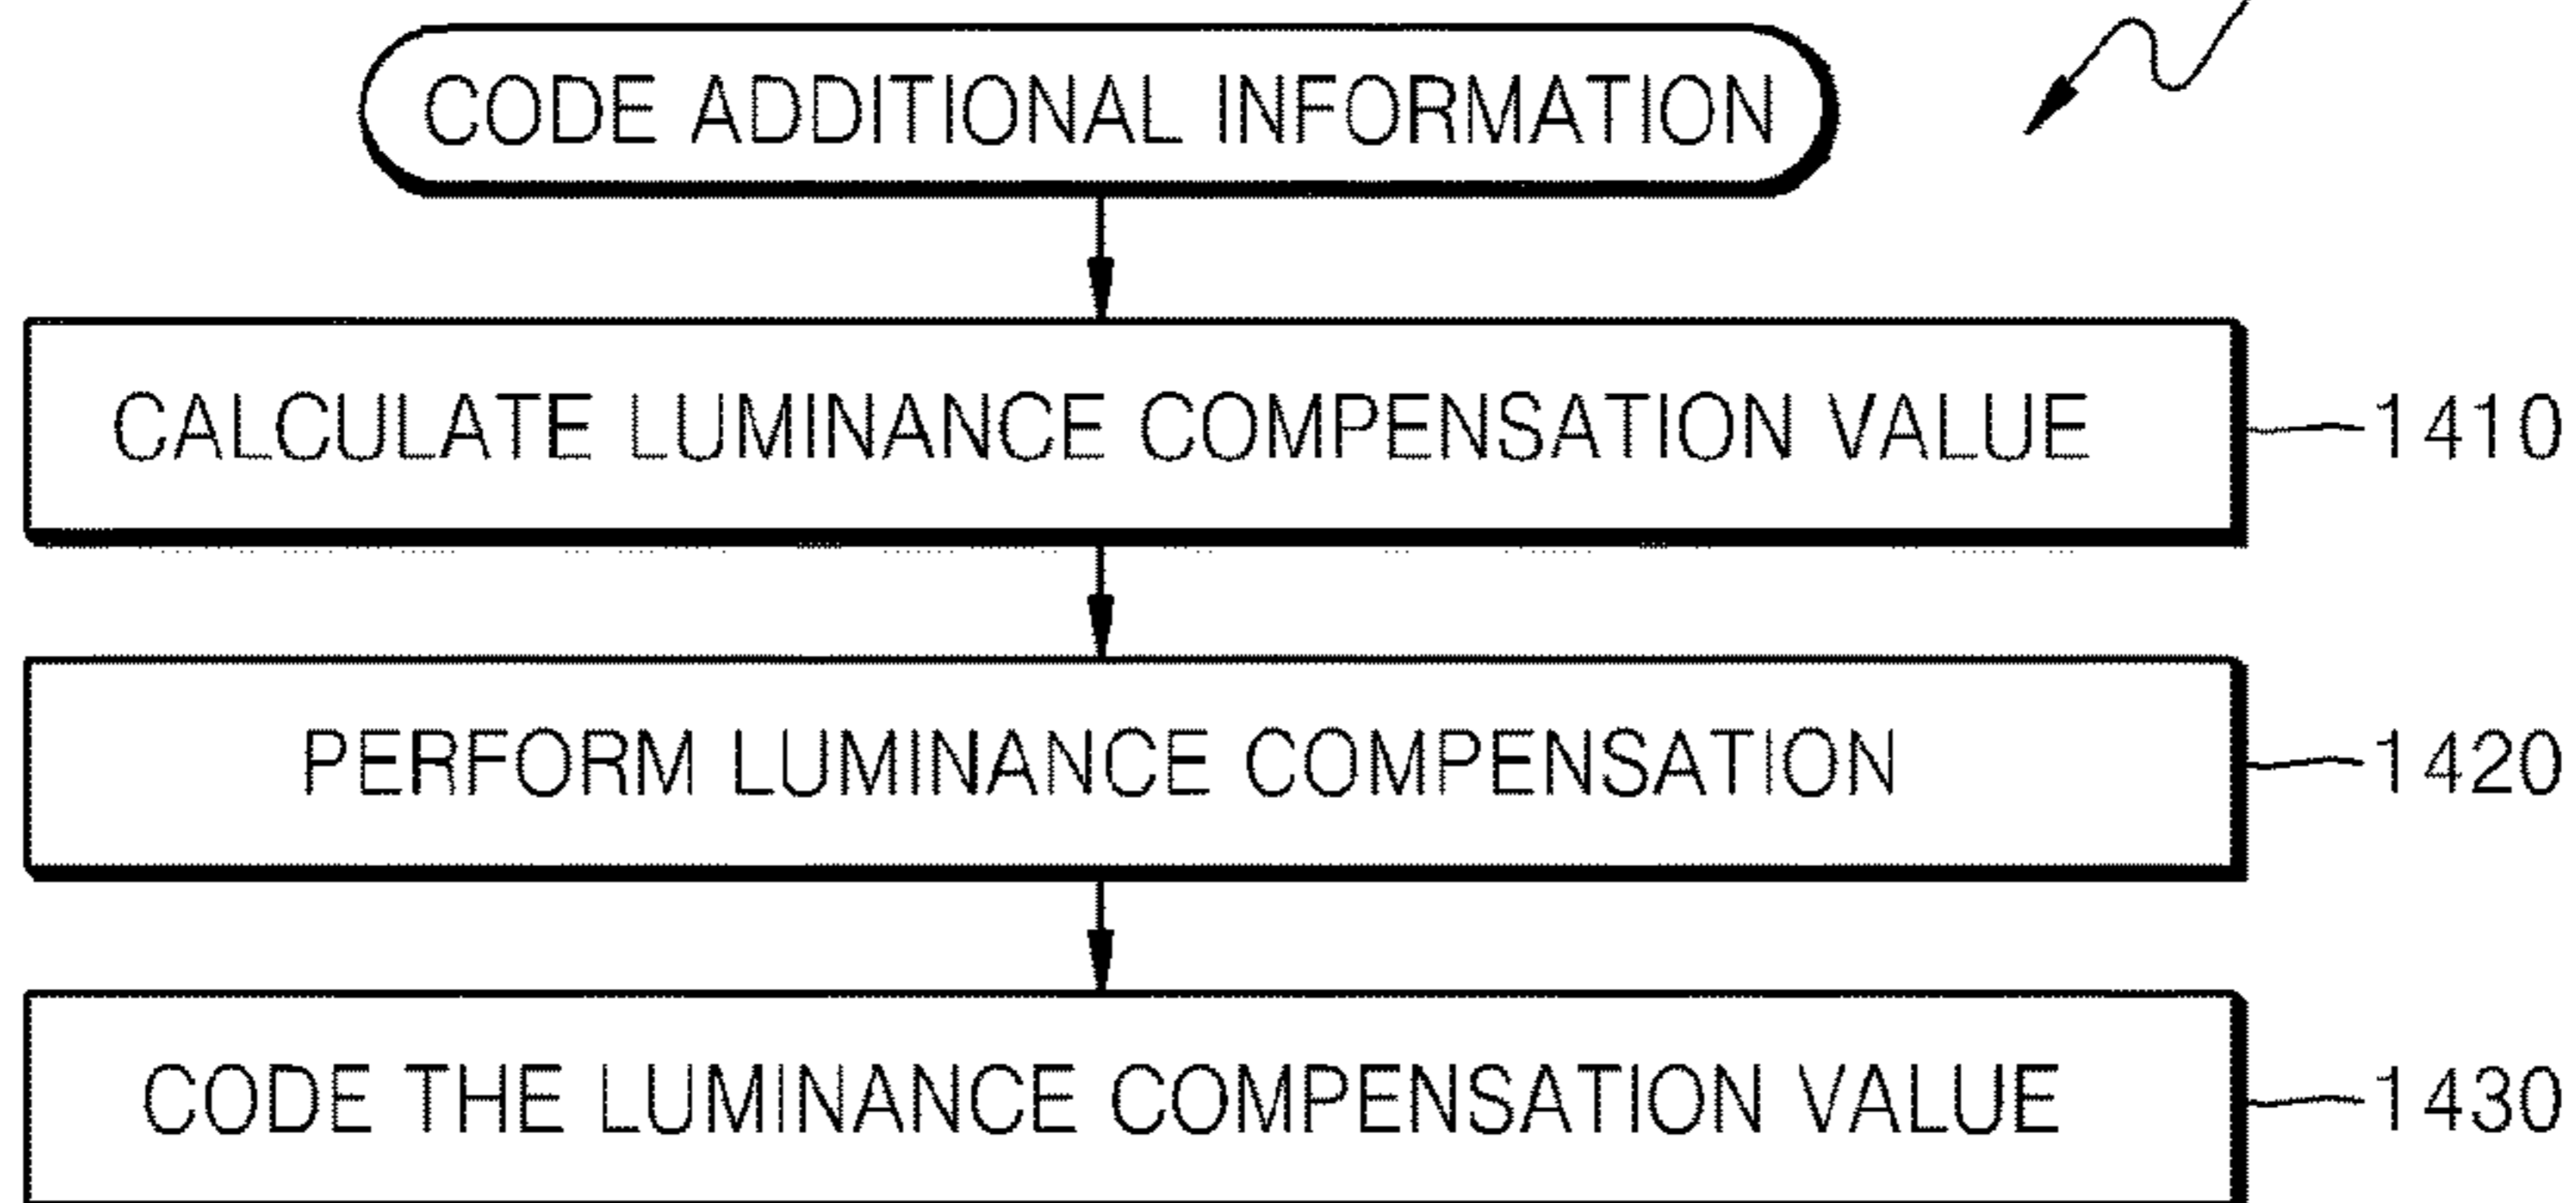 CODE ADDITIONAL INFORMATION
CALCULATE LUMINANCE COMPENSATION VALUE
1410
PERFORM LUMINANCE COMPENSATION
1420
CODE THE LUMINANCE COMPENSATION VALUE
1430